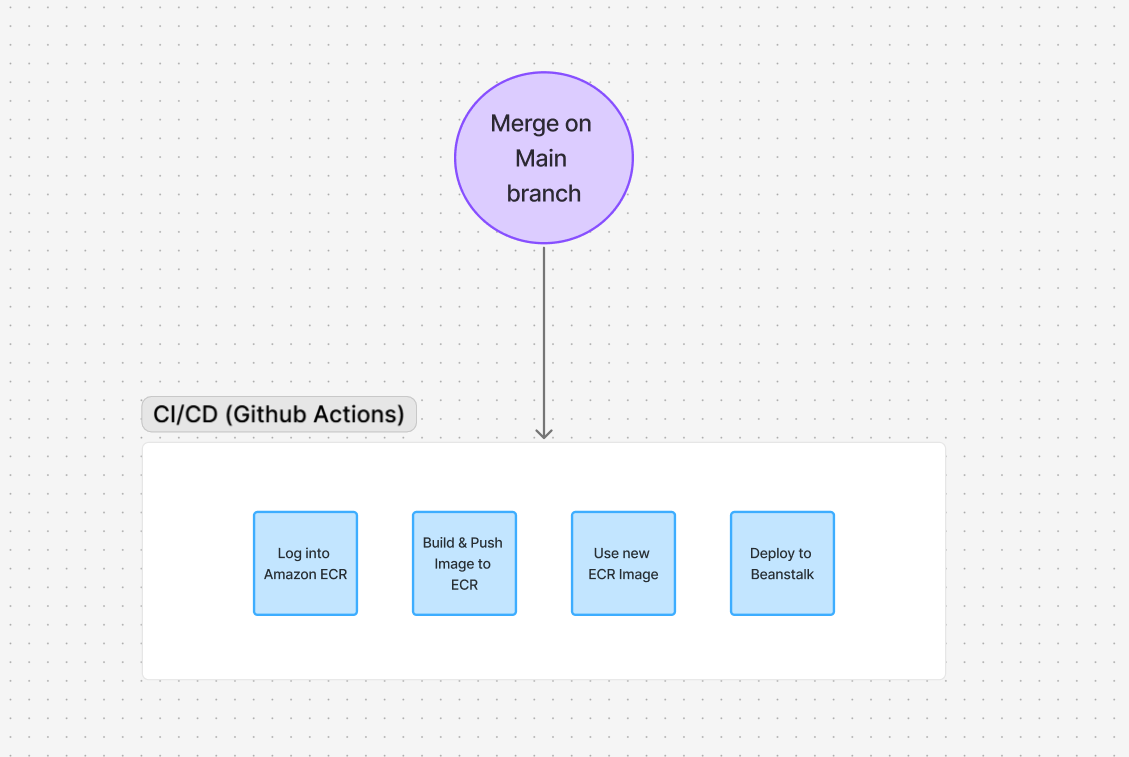 Merge on
Main
branch
CI/CD (Github Actions)
Log into
Amazon ECR
Build & Push
Image to
ECR
Use new
ECR Image
Deploy to
Beanstalk